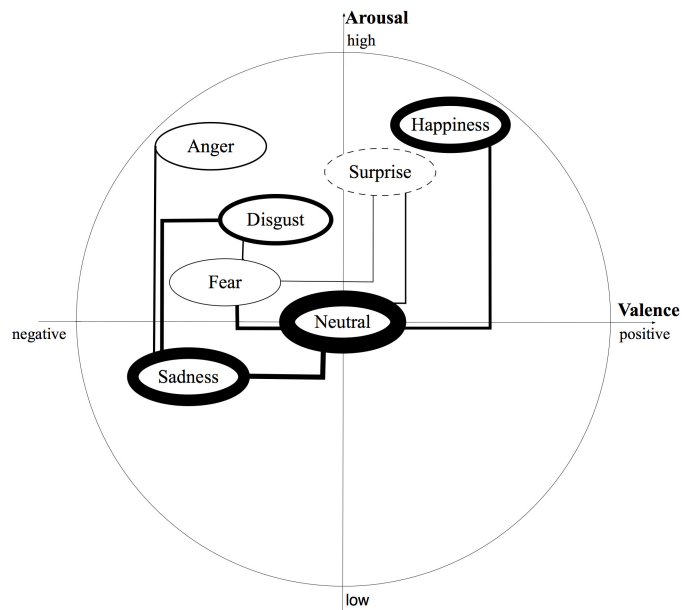 Arousal
high
Happiness
Anger
Surprise
Disgust
Fear
Valence
Neutral
negative
positive
Sadness
low